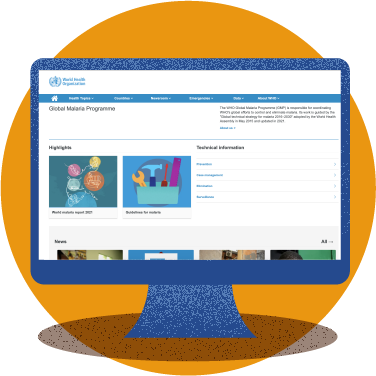 World Health
Organization
Health Topics
Countries
Newsroom
Emergencies
Data
About WHO
Global Malaria Programme
The WHO Global Malaria Programme (GMP) is responsible for coordinating
WHO's global efforts to control and eliminate malaria. Its work is guided by the
"Global technical strategy for malaria 2016–2030" adopted by the World Health
Assembly in May 2015 and updated in 2021.
About us
Highlights
World malaria report 2021
Guidelines for malaria
Technical information
Prevention
Case management
Elimination
Surveillance
News
All →